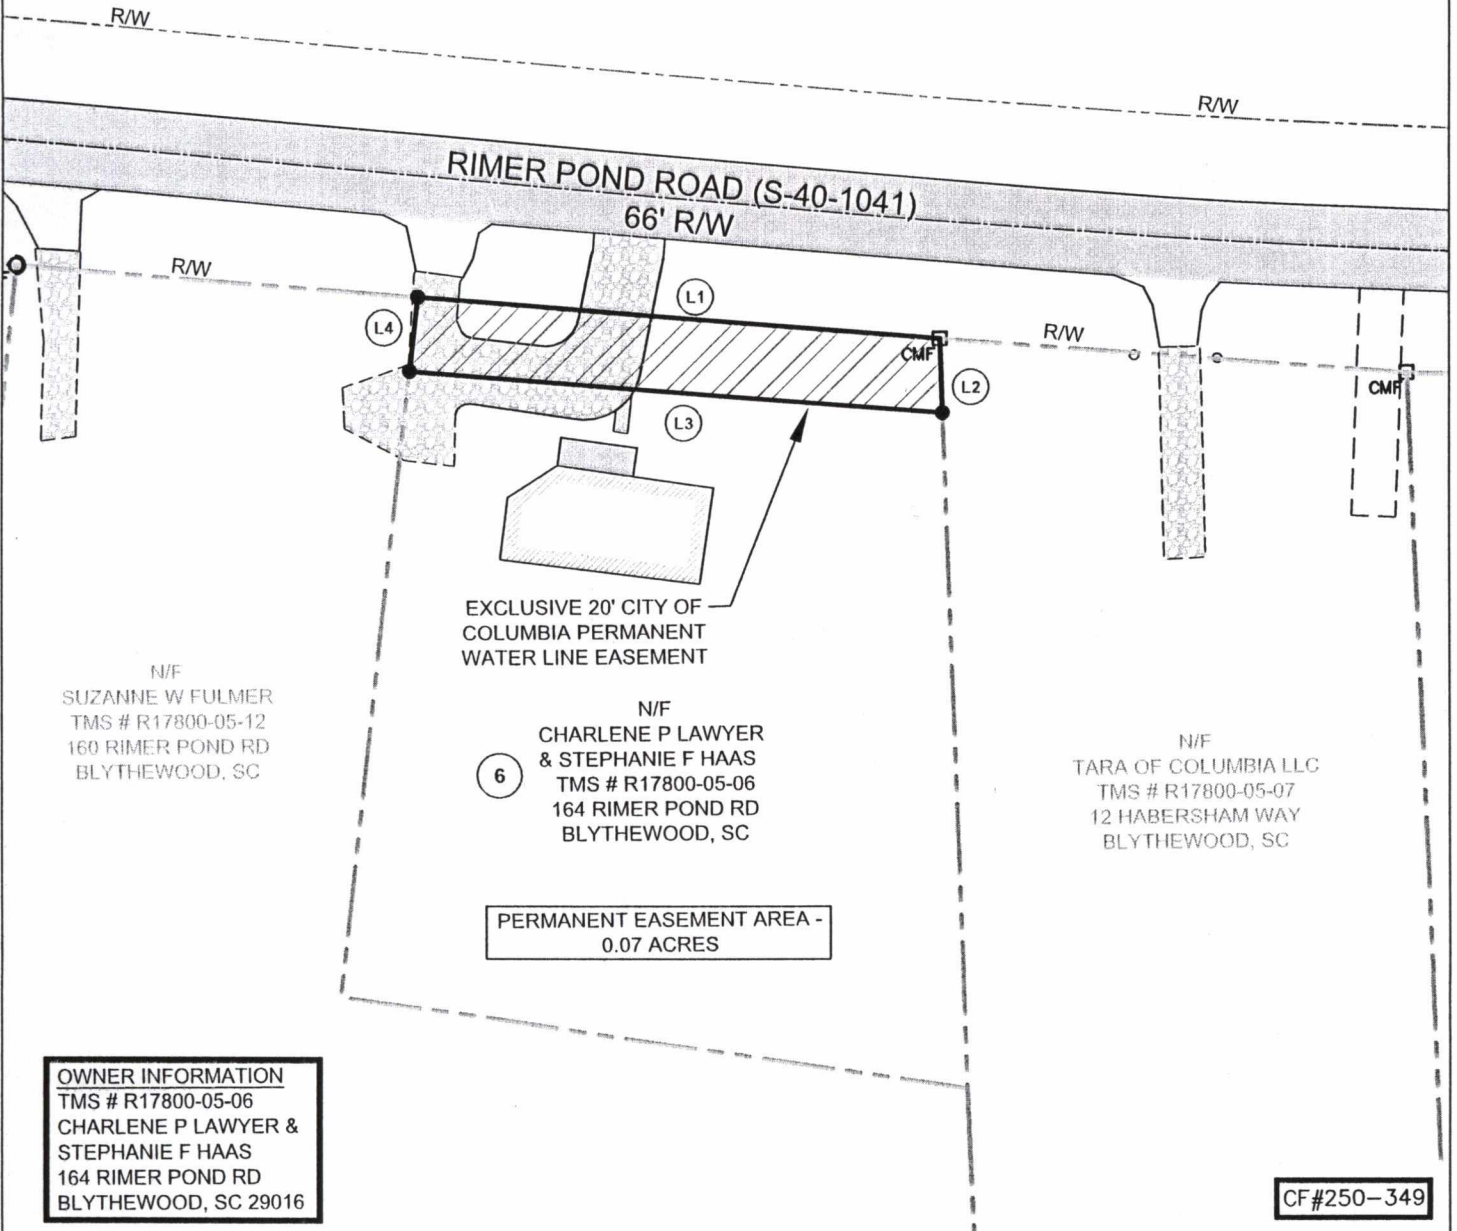 R/W
R/W
RIMER POND ROAD (S-40-1041)
66' R/W
R/W
L1
L4
R/W
CMF
L2
CMF
L3
EXCLUSIVE 20' CITY OF
COLUMBIA PERMANENT
WATER LINE EASEMENT
N/F
SUZANNE W FULMER
TMS # R17800-05-12
160 RIMER POND RD
BLYTHEWOOD, SC
N/F
CHARLENE P LAWYER
& STEPHANIE F HAAS
TMS # R17800-05-06
164 RIMER POND RD
BLYTHEWOOD, SC
6
N/F
TARA OF COLUMBIA LLC
TMS # R17800-05-07
12 HABERSHAM WAY
BLYTHEWOOD, SC
PERMANENT EASEMENT AREA -
0.07 ACRES
OWNER INFORMATION
TMS # R17800-05-06
CHARLENE P LAWYER &
STEPHANIE F HAAS
164 RIMER POND RD
BLYTHEWOOD, SC 29016
CF#250-349